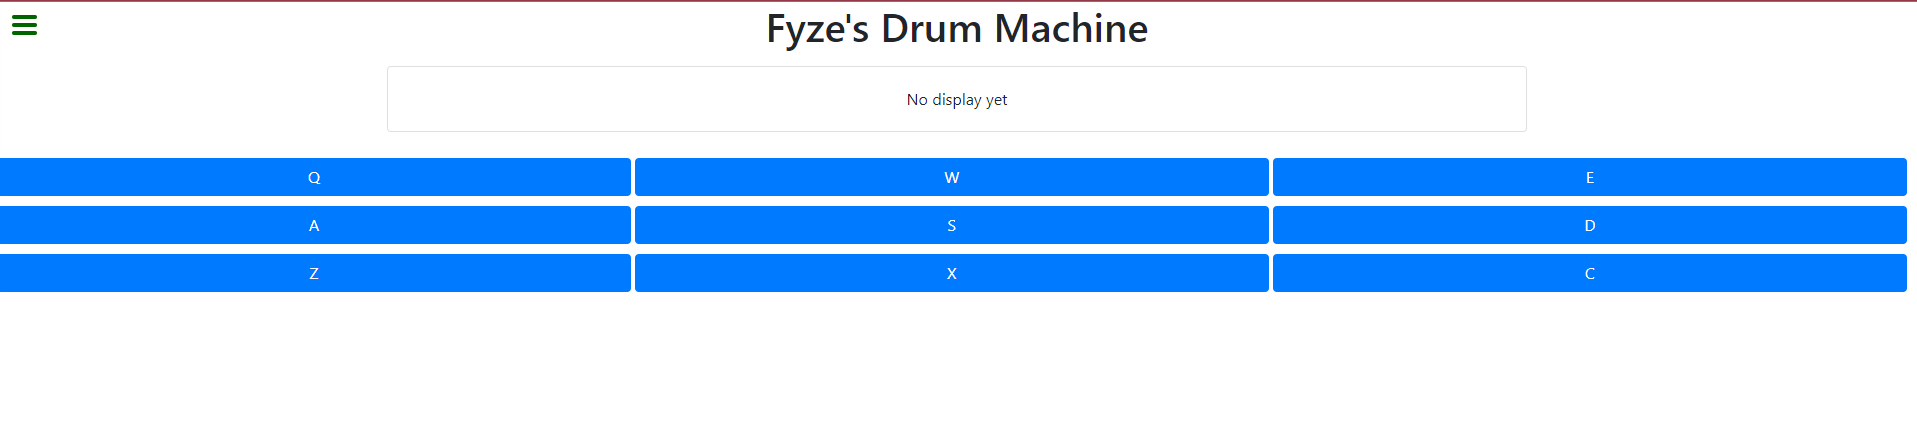 Fyze's Drum Machine
No display yet
Q W E
A S D
Z X C